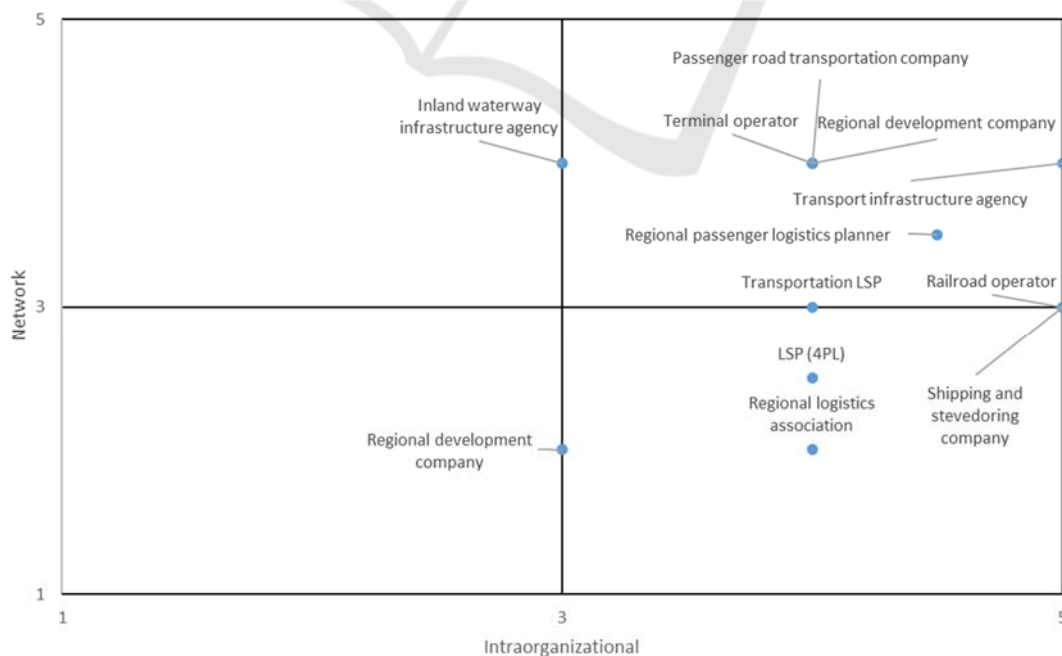 5
Passenger road transportation company
Inland waterway
infrastructure agency
Terminal operator
Regional development company
Transport infrastructure agency
Regional passenger logistics planner
Network
Transportation LSP
Railroad operator
3
LSP (4PL)
Regional logistics
association
Shipping and
stevedoring
company
Regional development
company
1
1
3
5
Intraorganizational